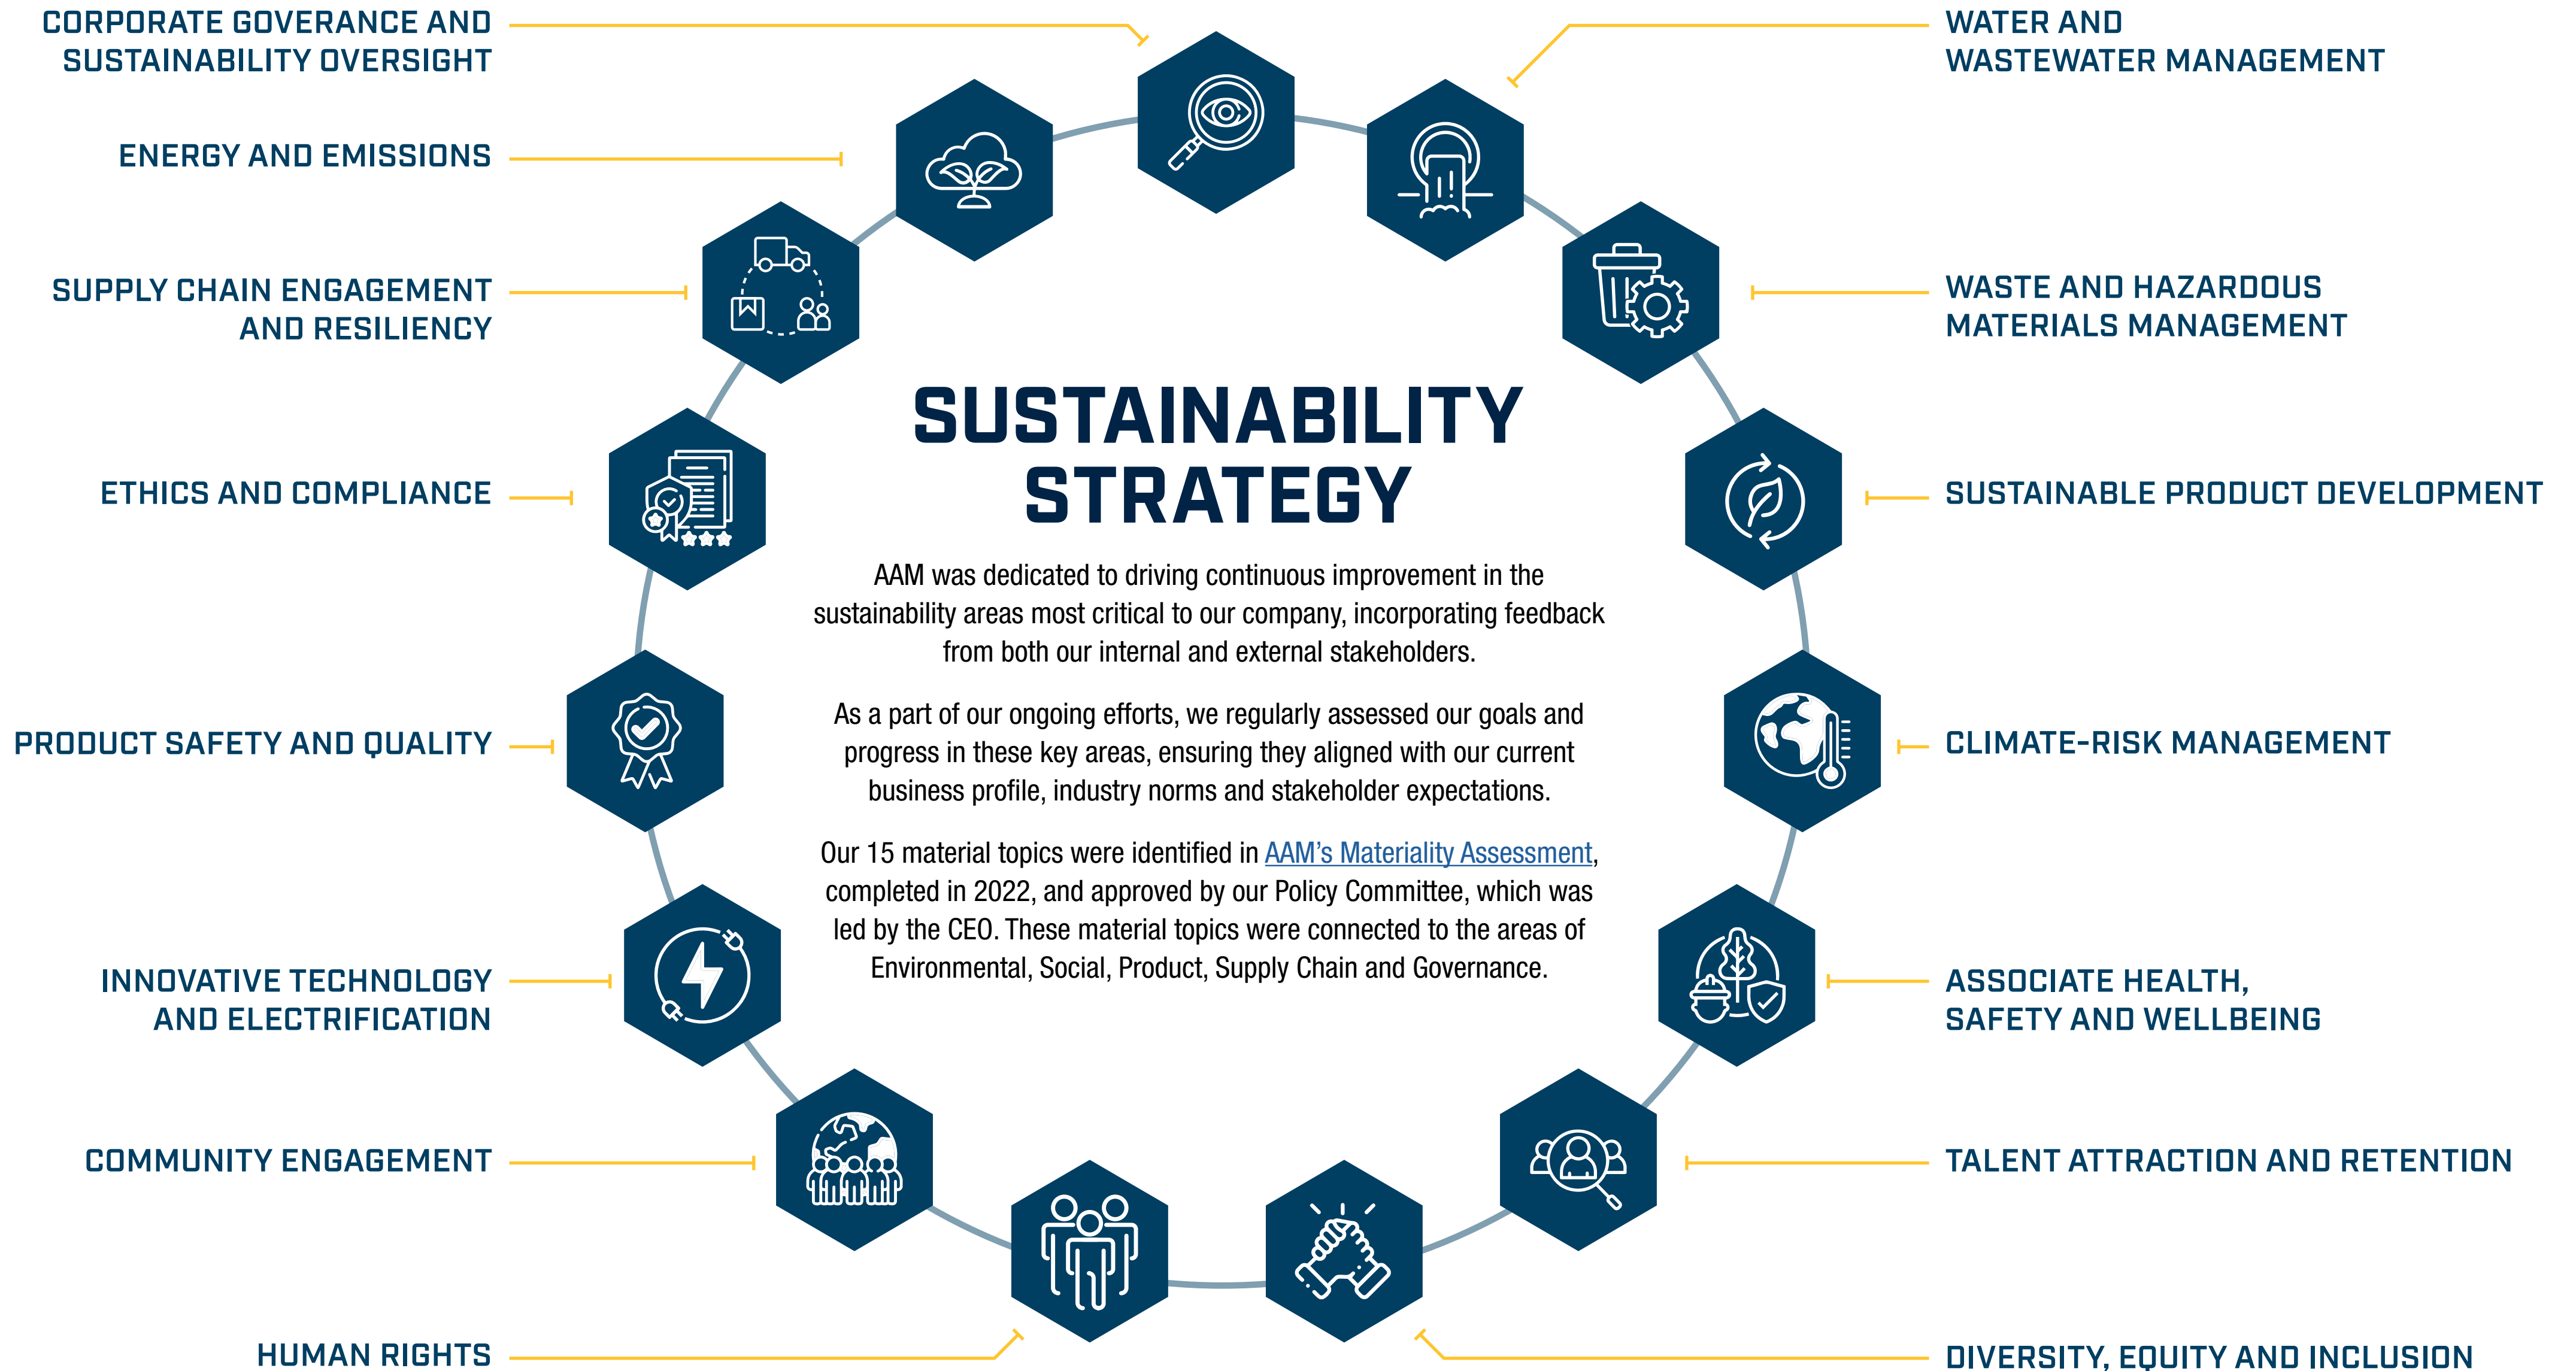 CORPORATE GOVERANCE AND
SUSTAINABILITY OVERSIGHT
ENERGY AND EMISSIONS
SUPPLY CHAIN ENGAGEMENT
AND RESILIENCY
ETHICS AND COMPLIANCE
PRODUCT SAFETY AND QUALITY
INNOVATIVE TECHNOLOGY
AND ELECTRIFICATION
COMMUNITY ENGAGEMENT
HUMAN RIGHTS
SUSTAINABILITY
STRATEGY
AAM was dedicated to driving continuous improvement in the
sustainability areas most critical to our company, incorporating feedback
from both our internal and external stakeholders.
As a part of our ongoing efforts, we regularly assessed our goals and
progress in these key areas, ensuring they aligned with our current
business profile, industry norms and stakeholder expectations.
Our 15 material topics were identified in AAM’s Materiality Assessment,
completed in 2022, and approved by our Policy Committee, which was
led by the CEO. These material topics were connected to the areas of
Environmental, Social, Product, Supply Chain and Governance.
WATER AND
WASTEWATER MANAGEMENT
WASTE AND HAZARDOUS
MATERIALS MANAGEMENT
SUSTAINABLE PRODUCT DEVELOPMENT
CLIMATE-RISK MANAGEMENT
ASSOCIATE HEALTH,
SAFETY AND WELLBEING
TALENT ATTRACTION AND RETENTION
DIVERSITY, EQUITY AND INCLUSION